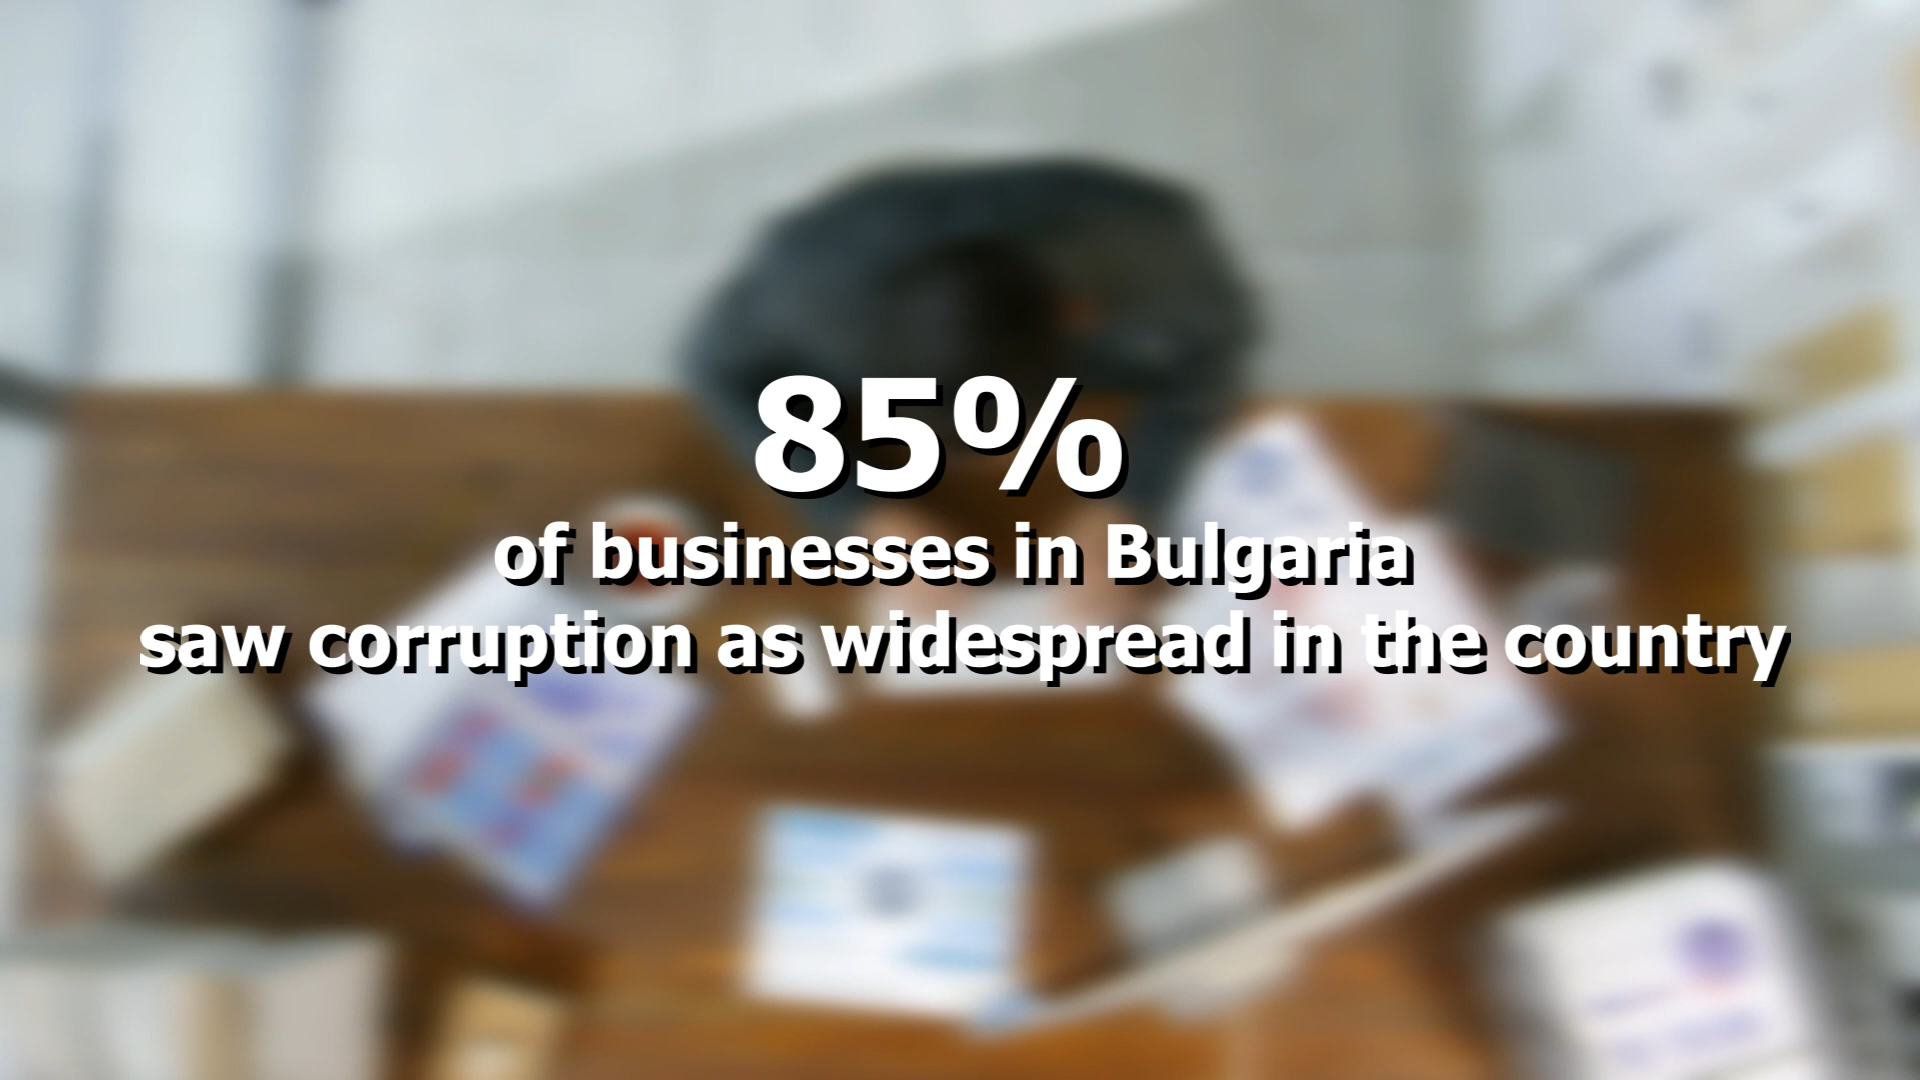 85%
of businesses in Bulgaria
saw corruption as widespread in the country